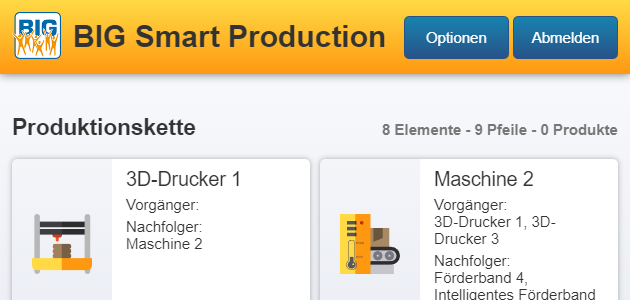 BIG
BIG Smart Production
Optionen
Abmelden
Produktionskette
8 Elemente - 9 Pfeile - 0 Produkte
3D-Drucker 1
Vorgänger:
Nachfolger:
Maschine 2
Maschine 2
Vorgänger:
3D-Drucker 1, 3D-
Drucker 3
Nachfolger:
Förderband 4,
Intelligentes Förderband